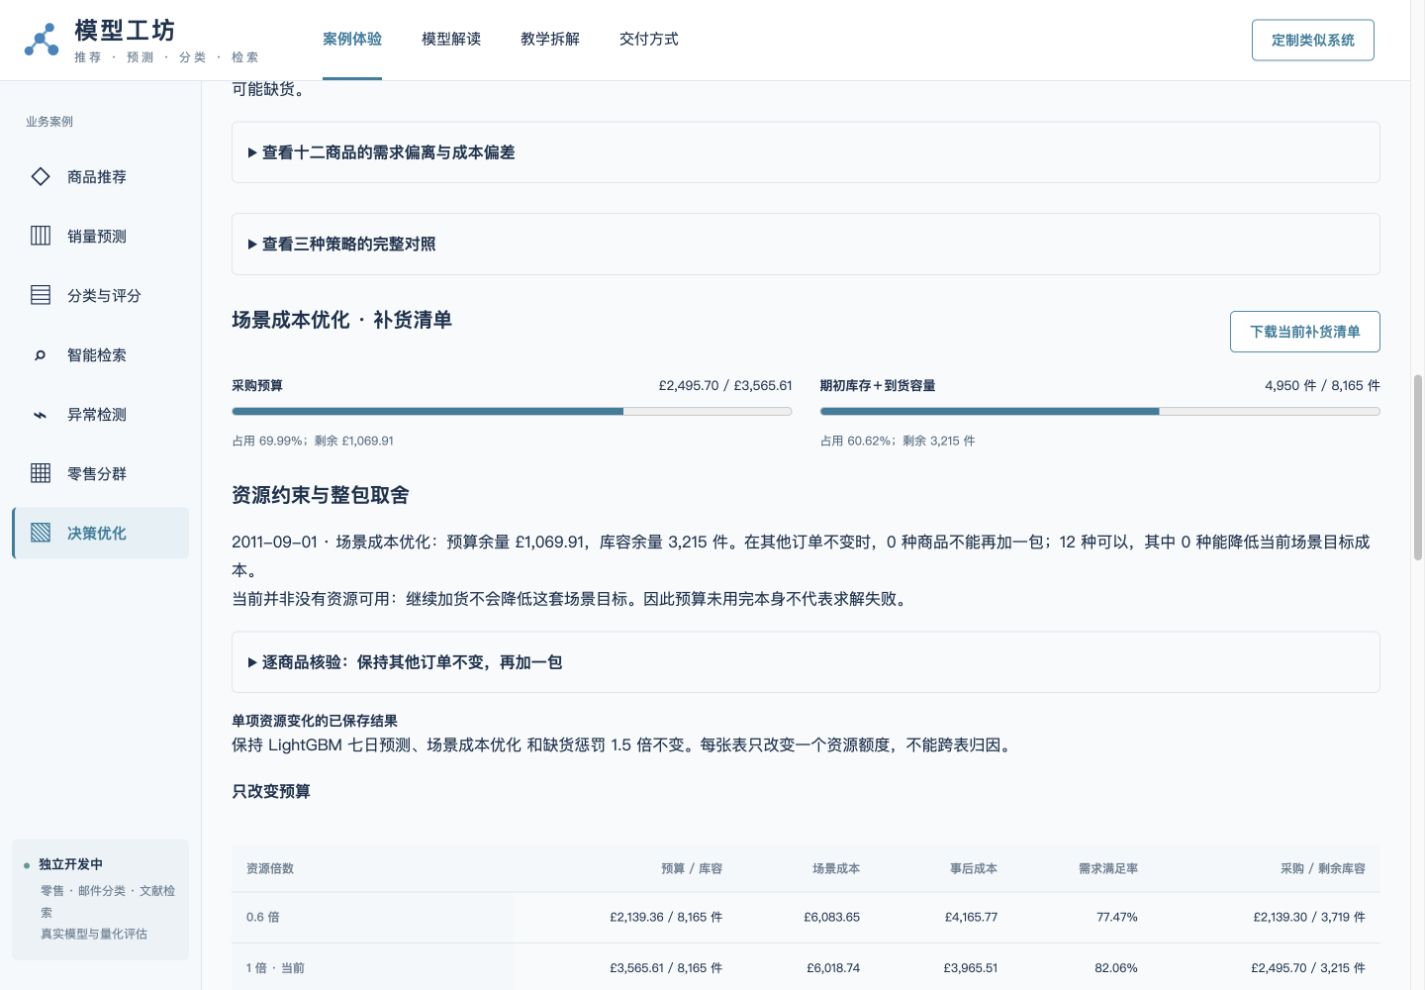 模型工坊
推荐 · 预测 · 分类 · 检索
案例体验
模型解读
教学拆解
交付方式
定制类似系统
业务案例
商品推荐
销量预测
分类与评分
智能检索
异常检测
零售分群
决策优化
独立开发中
零售 · 邮件分类 · 文献检
索
真实模型与量化评估
可能缺货。
▶ 查看十二商品的需求偏离与成本偏差
▶ 查看三种策略的完整对照
场景成本优化 · 补货清单
下载当前补货清单
采购预算 £2,495.70 / £3,565.61
占用 69.99%；剩余 £1,069.91
期初库存＋到货容量 4,950 件 / 8,165 件
占用 60.62%；剩余 3,215 件
资源约束与整包取舍
2011-09-01 · 场景成本优化：预算余量 £1,069.91，库容余量 3,215 件。在其他订单不变时，0 种商品不能再加一包；12 种可以，其中 0 种能降低当前场景目标成
本。
当前并非没有资源可用：继续加货不会降低这套场景目标。因此预算未用完本身不代表求解失败。
▶ 逐商品核验：保持其他订单不变，再加一包
单项资源变化的已保存结果
保持 LightGBM 七日预测、场景成本优化 和缺货惩罚 1.5 倍不变。每张表只改变一个资源额度，不能跨表归因。
只改变预算
资源倍数 预算 / 库容 场景成本 事后成本 需求满足率 采购 / 剩余库容
0.6 倍 £2,139.36 / 8,165 件 £6,083.65 £4,165.77 77.47% £2,139.30 / 3,719 件
1 倍 · 当前 £3,565.61 / 8,165 件 £6,018.74 £3,965.51 82.06% £2,495.70 / 3,215 件